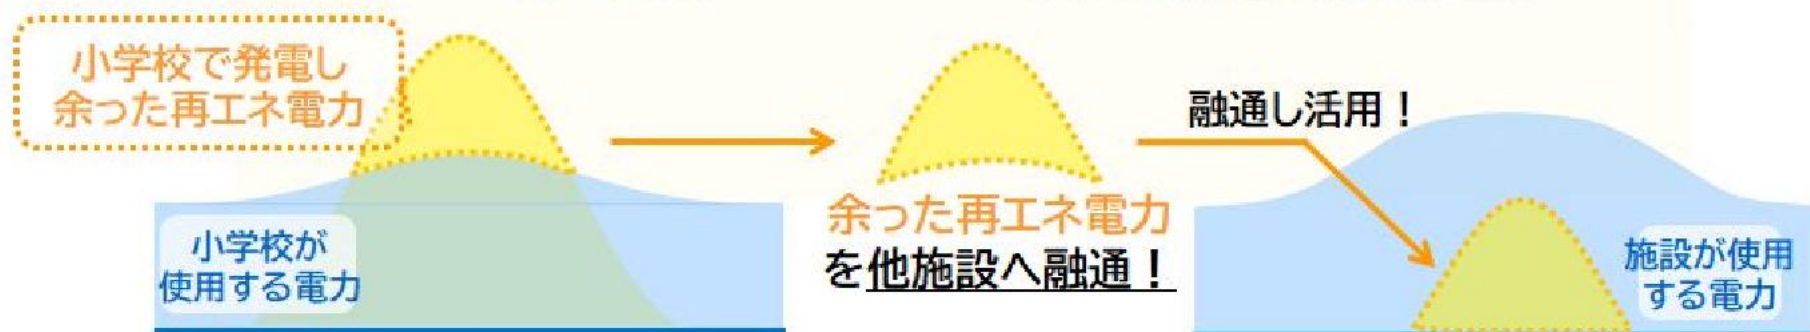 小学校で発電し
余った再エネ電力
融通し活用！
余った再エネ電力
を他施設へ融通！
小学校が
使用する電力
施設が使用
する電力